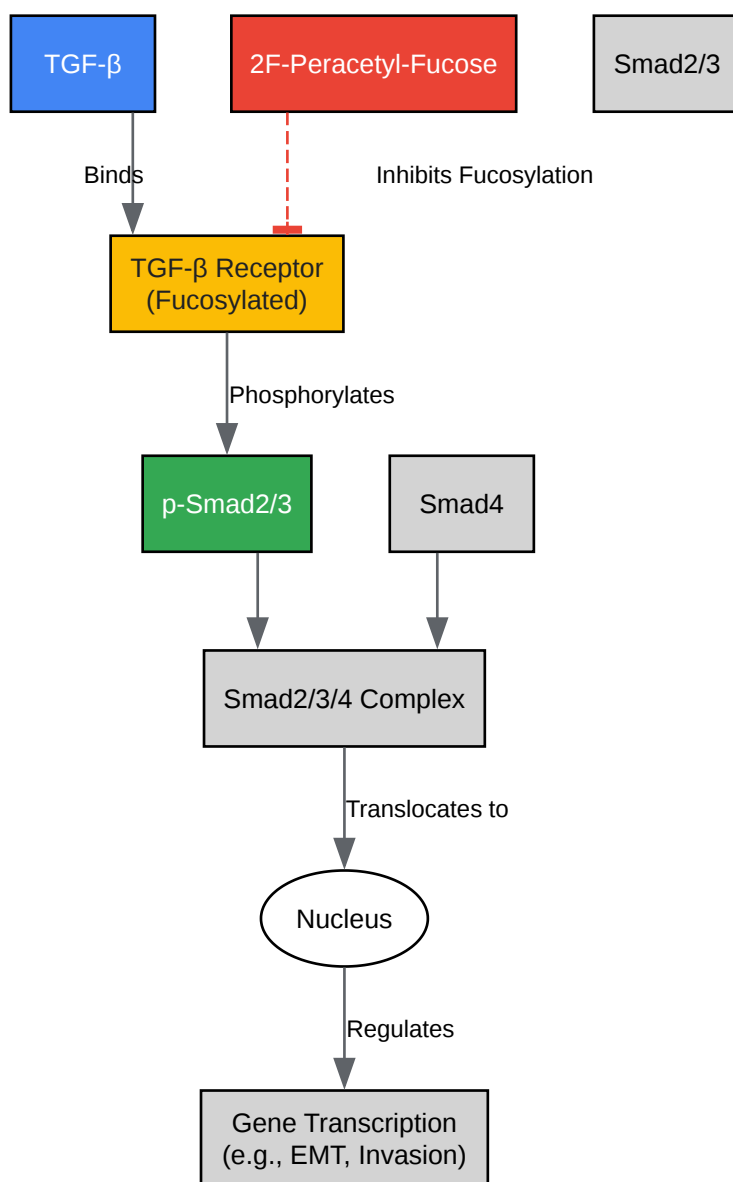 TGF-β
2F-Peracetyl-Fucose
Smad2/3
Binds
Inhibits Fucosylation
TGF-β Receptor
(Fucosylated)
Phosphorylates
p-Smad2/3
Smad4
Smad2/3/4 Complex
Translocates to
Nucleus
Regulates
Gene Transcription
(e.g., EMT, Invasion)